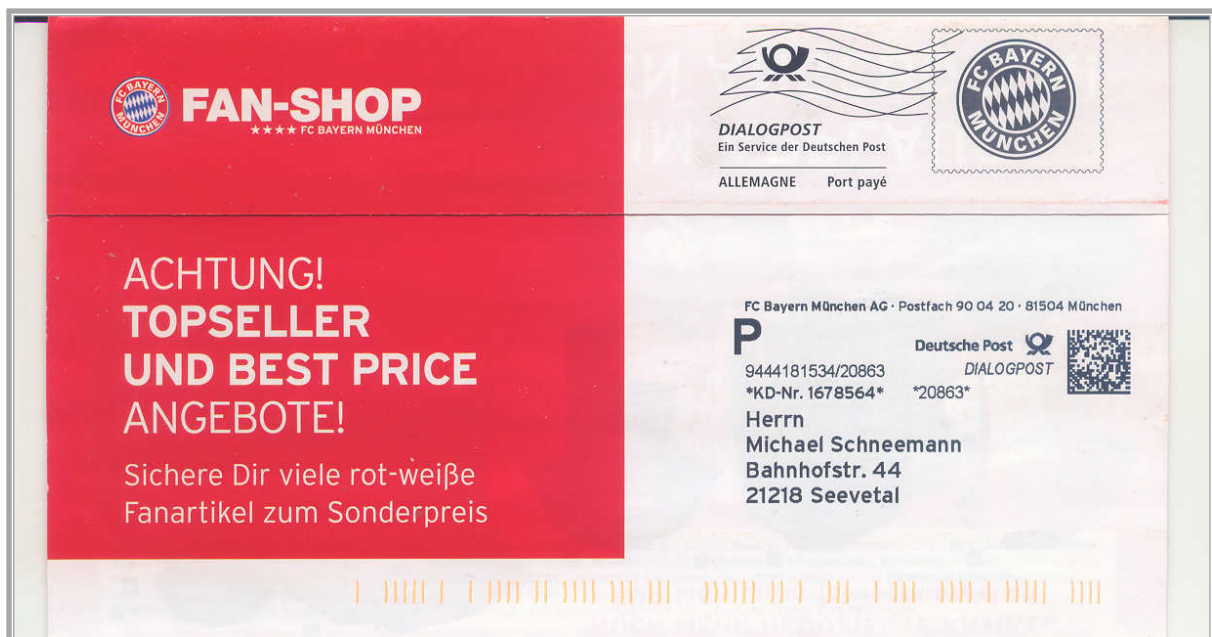 FC BAYERN MÜNCHEN
FAN-SHOP
★★★★ FC BAYERN MÜNCHEN
ACHTUNG!
TOPSELLER
UND BEST PRICE
ANGEBOTE!
Sichere Dir viele rot-weiße
Fanartikel zum Sonderpreis
DIALOGPOST
Ein Service der Deutschen Post
ALLEMAGNE Port payé
FC BAYERN MÜNCHEN
FC Bayern München AG · Postfach 90 04 20 · 81504 München
P
Deutsche Post
9444181534/20863 DIALOGPOST
*KD-Nr. 1678564* *20863*
Herrn
Michael Schneemann
Bahnhofstr. 44
21218 Seevetal